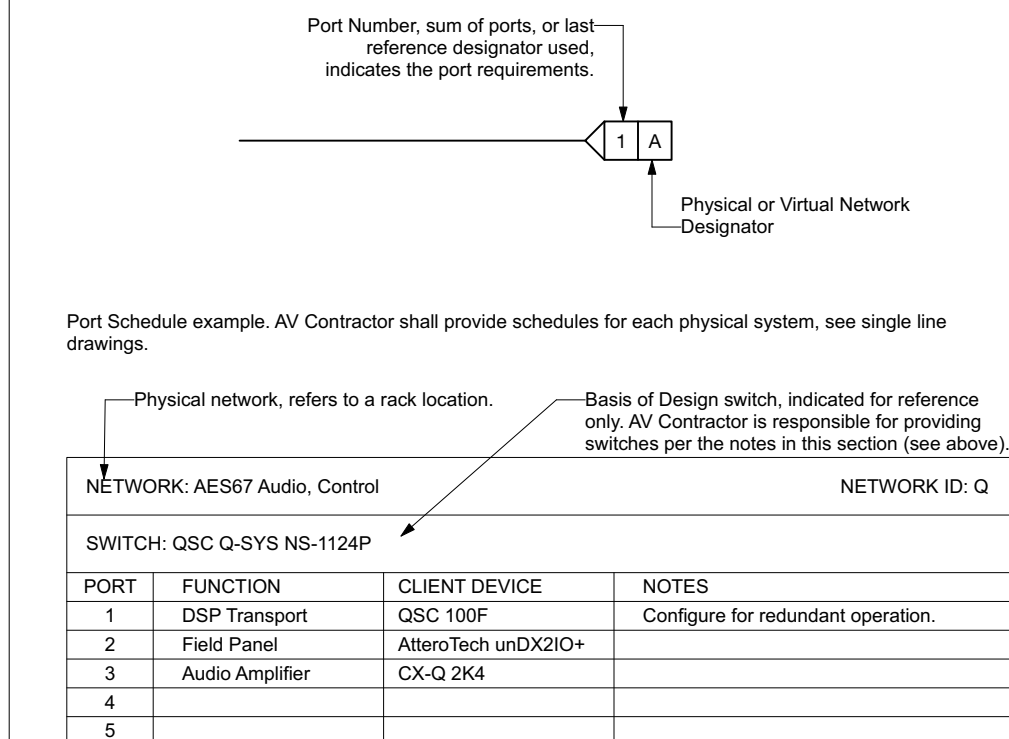 Port Number, sum of ports, or last
reference designator used,
indicates the port requirements.
1 A
Physical or Virtual Network
Designator
Port Schedule example. AV Contractor shall provide schedules for each physical system, see single line
drawings.
Physical network, refers to a rack location.
Basis of Design switch, indicated for reference
only. AV Contractor is responsible for providing
switches per the notes in this section (see above).
NETWORK: AES67 Audio, Control NETWORK ID: Q
SWITCH: QSC Q-SYS NS-1124P
PORT FUNCTION CLIENT DEVICE NOTES
1 DSP Transport QSC 100F Configure for redundant operation.
2 Field Panel AtteroTech unDX2IO+
3 Audio Amplifier CX-Q 2K4
4
5